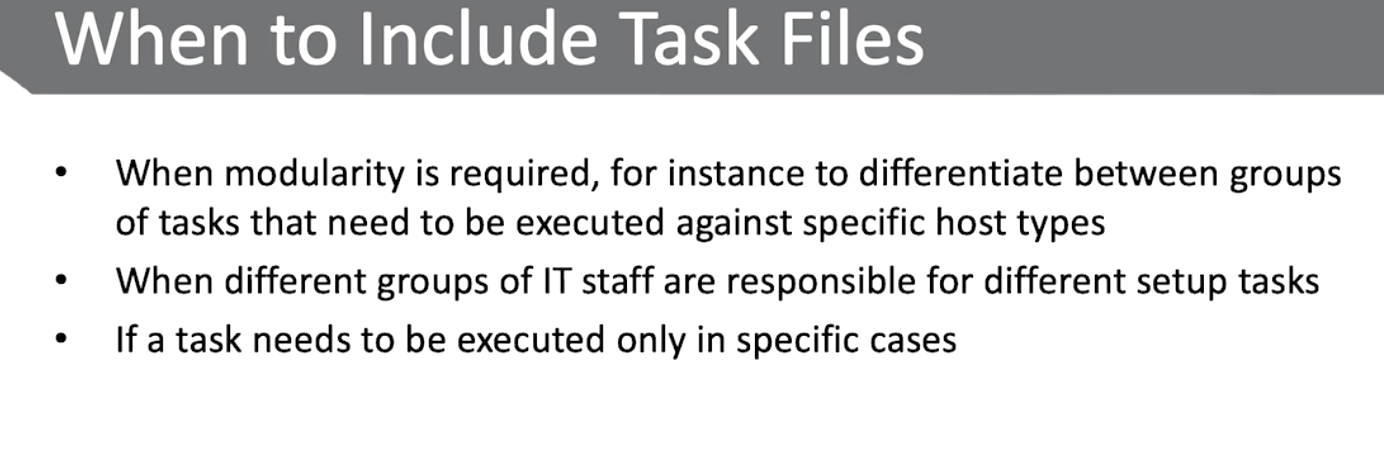 When to Include Task Files
• When modularity is required, for instance to differentiate between groups
of tasks that need to be executed against specific host types
• When different groups of IT staff are responsible for different setup tasks
• If a task needs to be executed only in specific cases